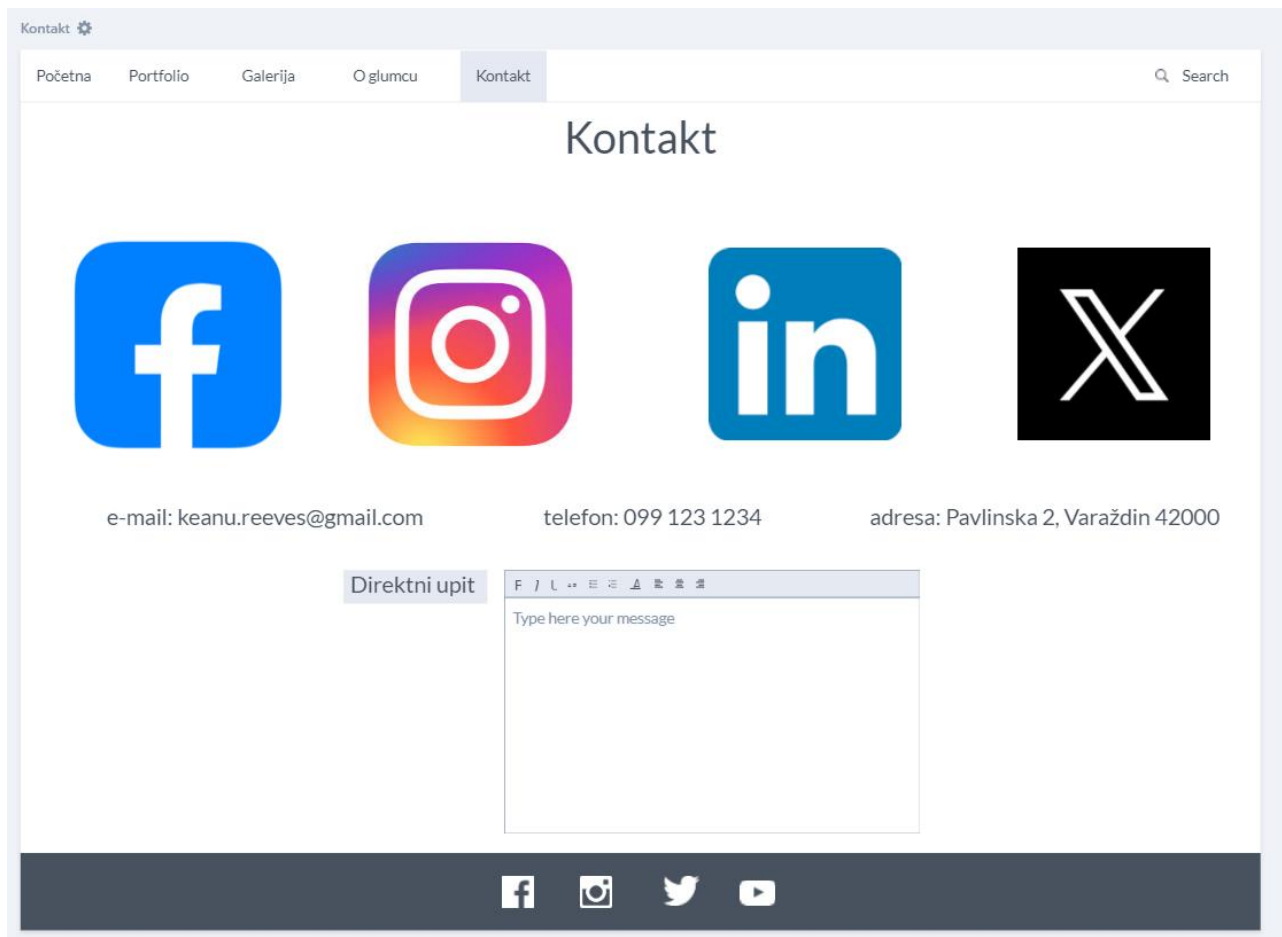 Kontakt
Početna Portfolio Galerija O glumcu Kontakt Search
Kontakt
e-mail: keanu.reeves@gmail.com telefon: 099 123 1234 adresa: Pavlinska 2, Varaždin 42000
Direktni upit
Type here your message